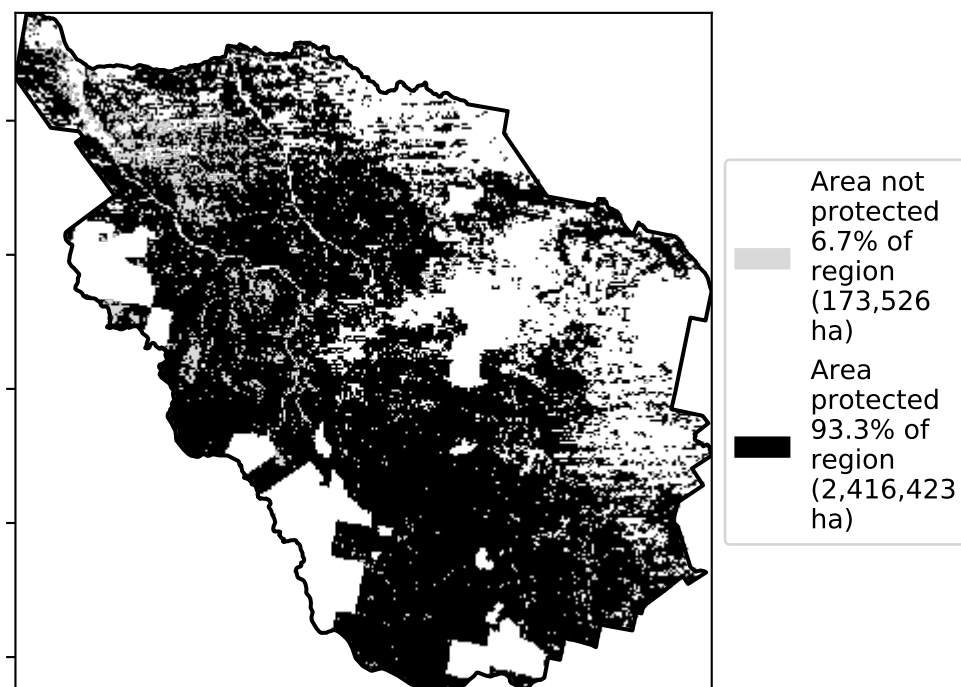 Area not
protected
6.7% of
region
(173,526
ha)
Area
protected
93.3% of
region
(2,416,423
ha)